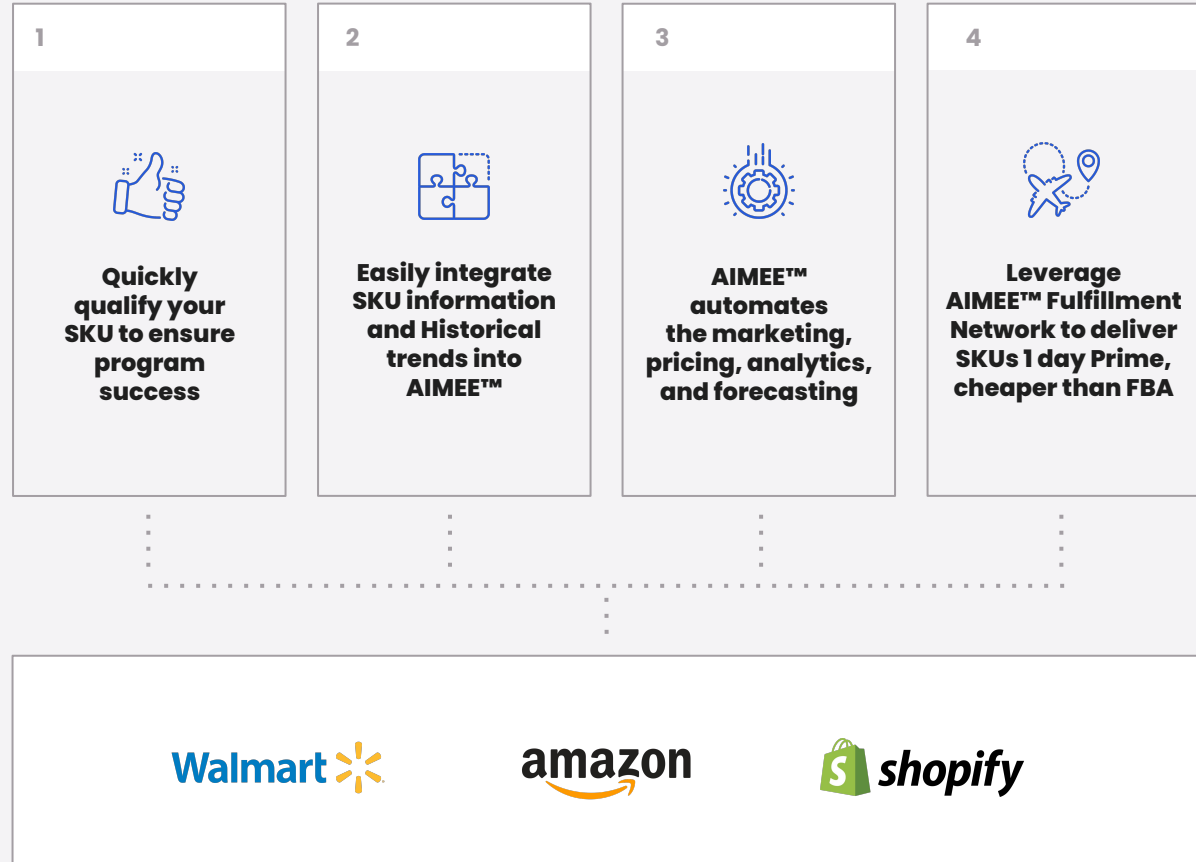 1
Quickly
qualify your
SKU to ensure
program
success
2
Easily integrate
SKU information
and Historical
trends into
AIMEE™
3
AIMEE™
automates
the marketing,
pricing, analytics,
and forecasting
4
Leverage
AIMEE™ Fulfillment
Network to deliver
SKUs 1 day Prime,
cheaper than FBA
Walmart
amazon
shopify